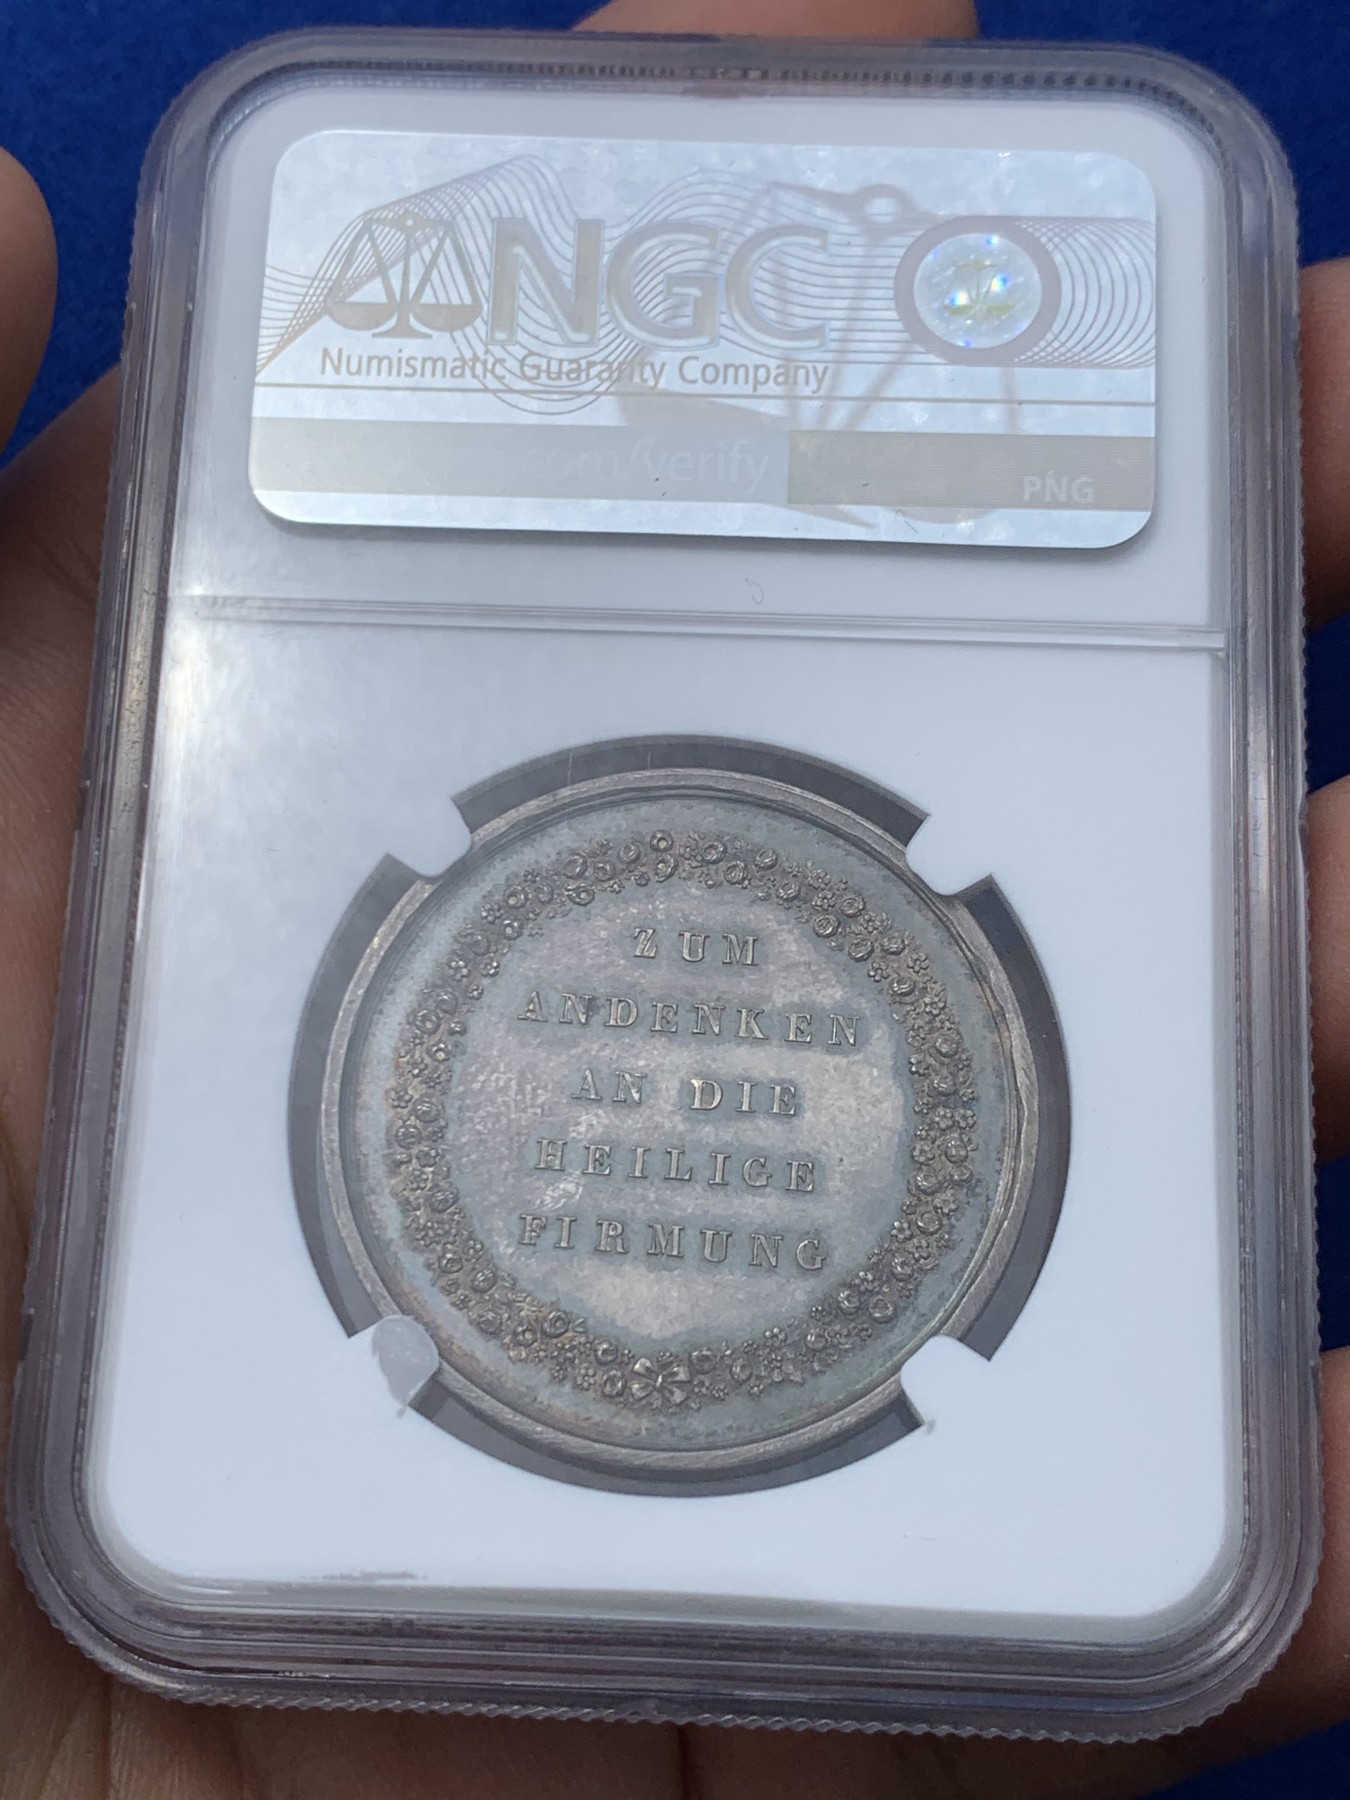 NGC
Numismatic Guaranty Company
.com/verify
PNG
ZUM
ANDENKEN
AN DIE
HEILIGE
FIRMUNG